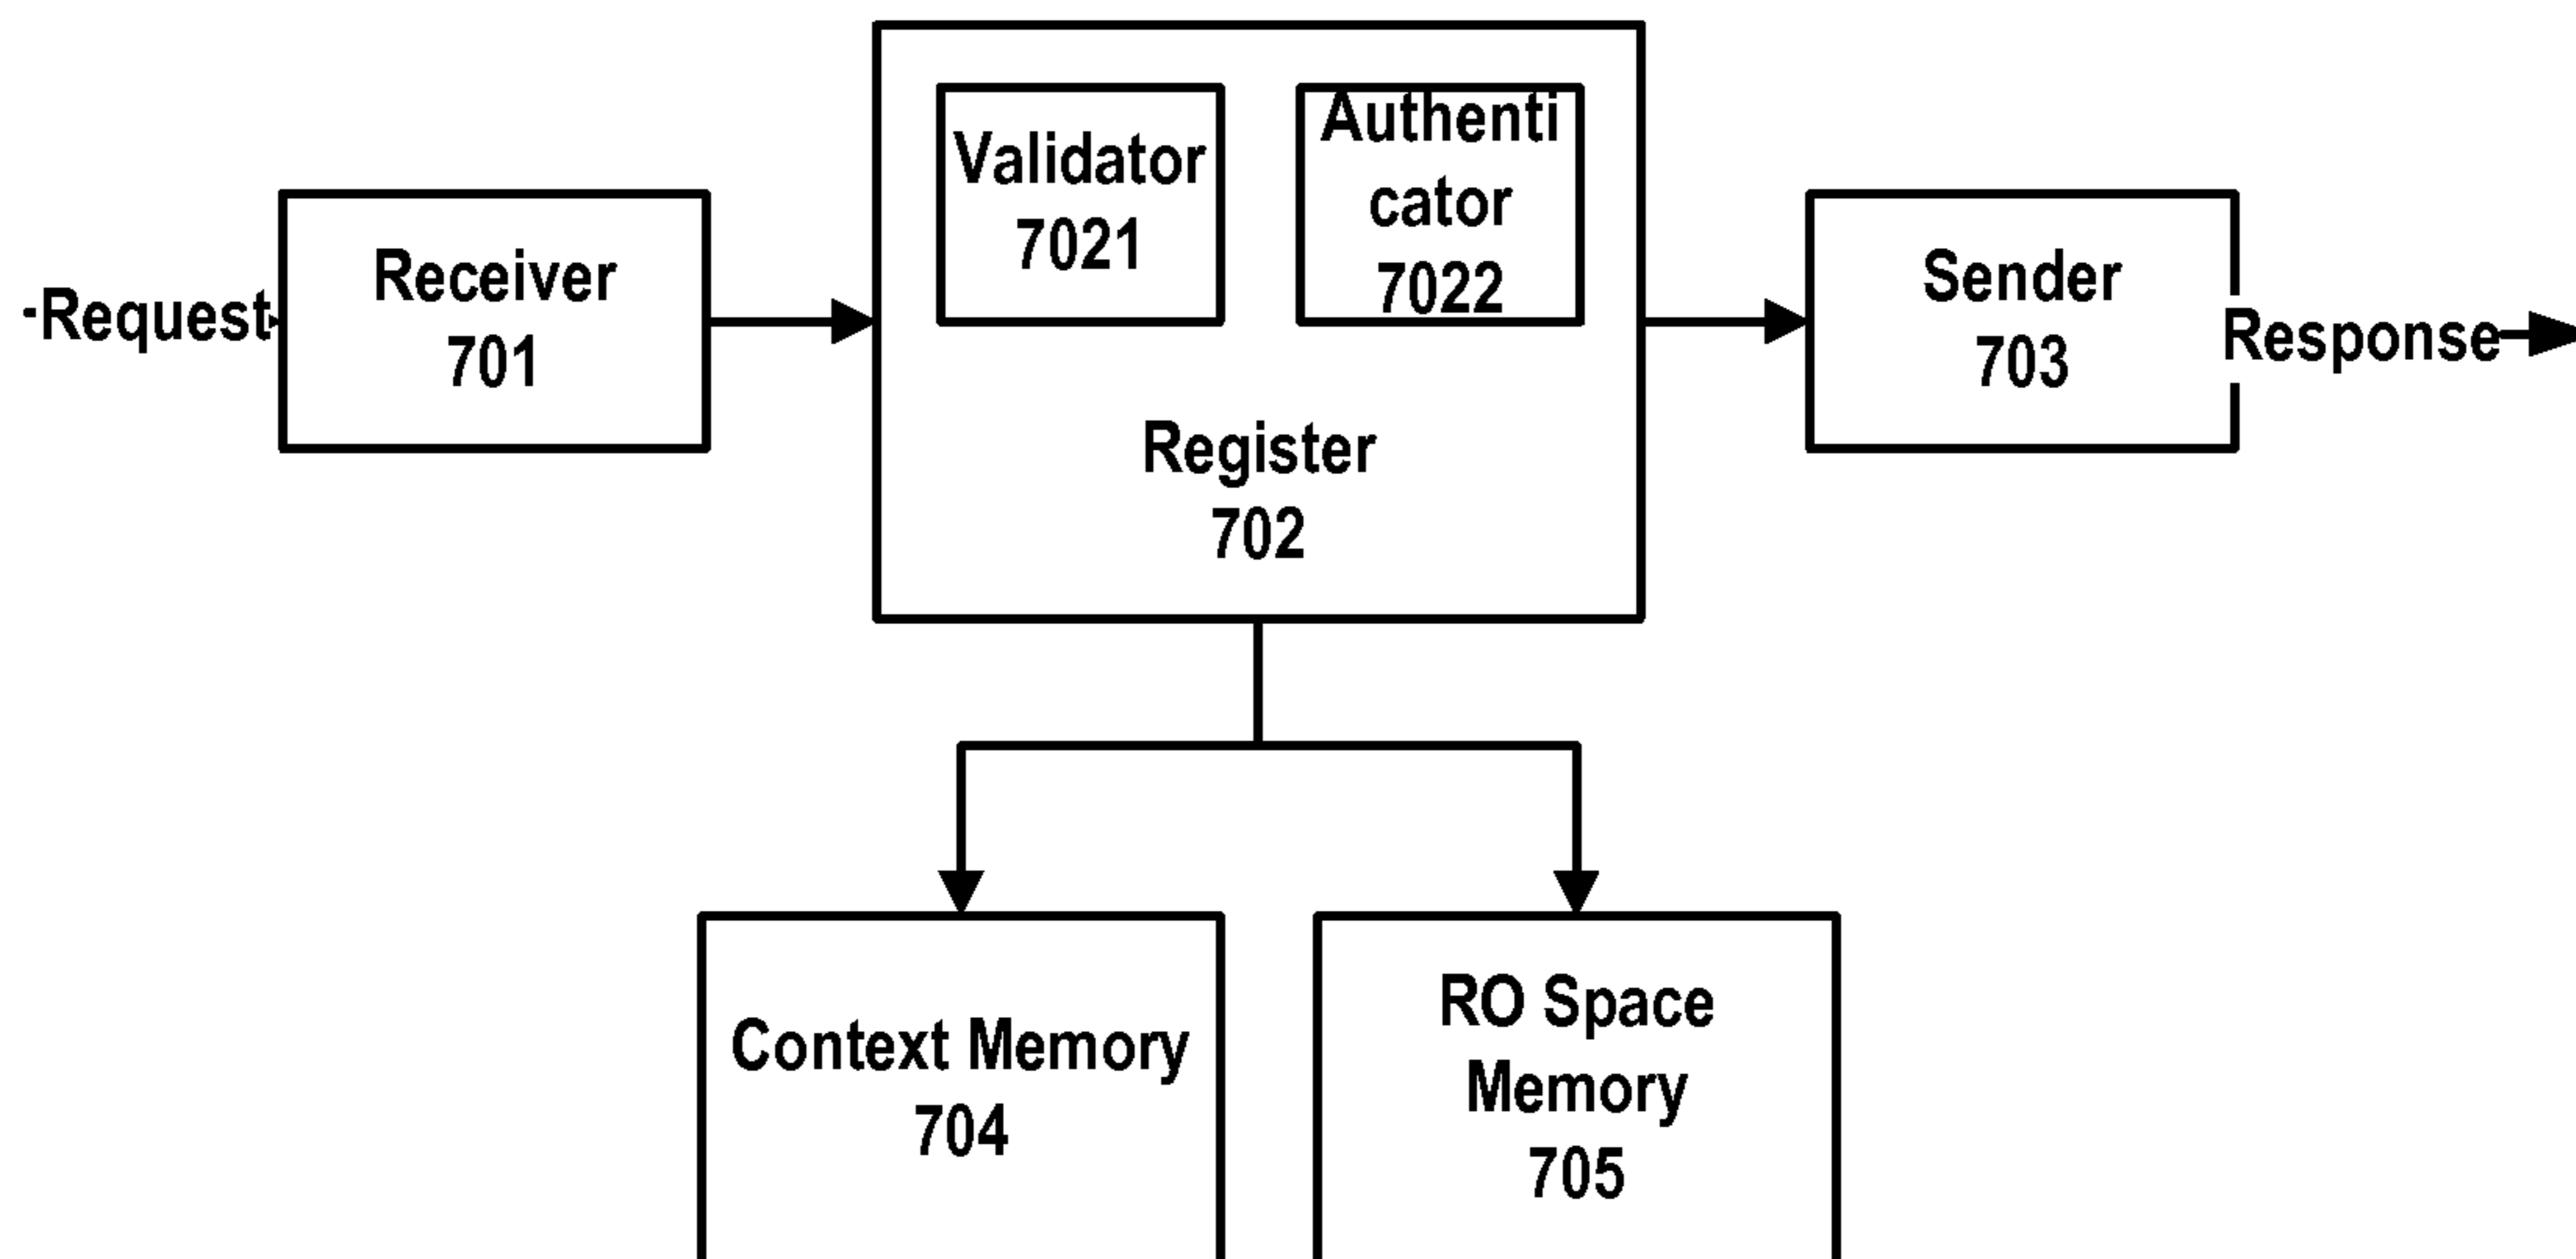 -Request
Receiver
701
Validator
7021
Authenti
cator
7022
Register
702
Sender
703
Response
Context Memory
704
RO Space
Memory
705